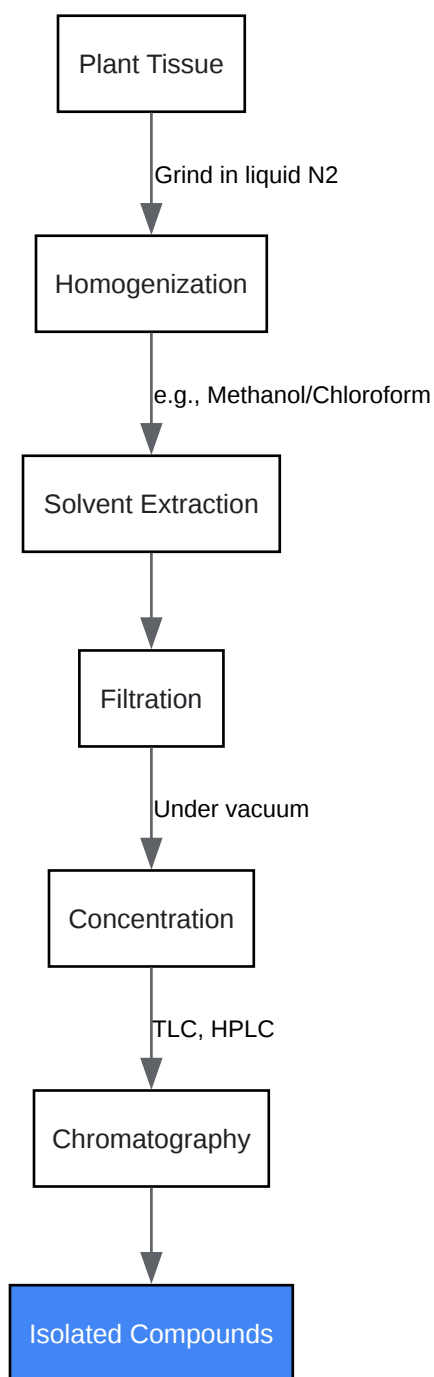 Plant Tissue
Grind in liquid N2
Homogenization
e.g., Methanol/Chloroform
Solvent Extraction
Filtration
Under vacuum
Concentration
TLC, HPLC
Chromatography
Isolated Compounds